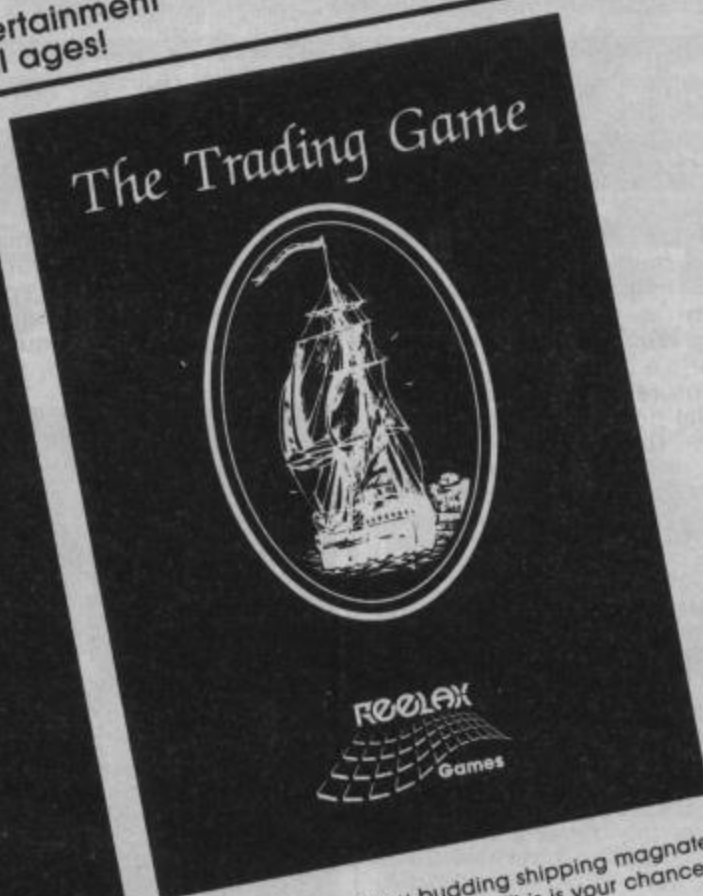 ertainment
l ages!
The Trading Game
REELAX
Games
budding shipping magnate
is your chance